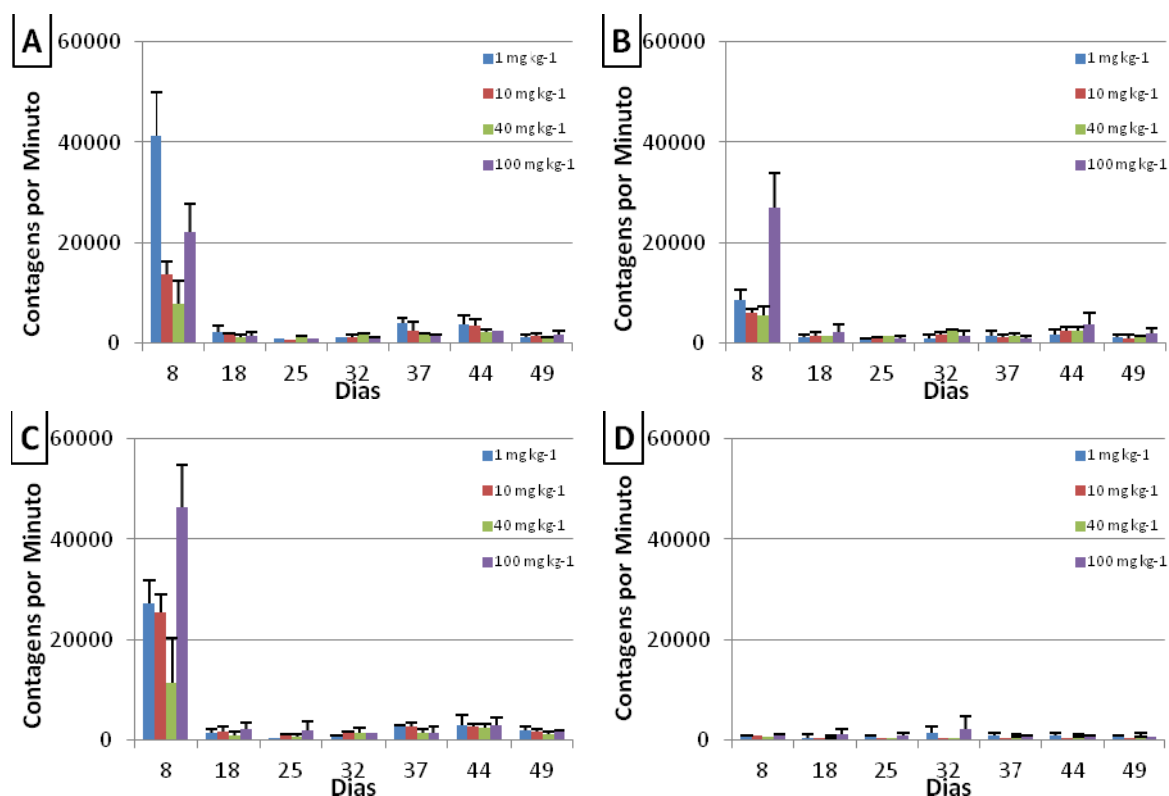 A
Contagens por Minuto
60000
40000
20000
0
1 mg kg-1
10 mg kg-1
40 mg kg-1
100 mg kg-1
8 18 25 32 37 44 49
Dias
B
Contagens por Minuto
60000
40000
20000
0
1 mg kg-1
10 mg kg-1
40 mg kg-1
100 mg kg-1
8 18 25 32 37 44 49
Dias
C
Contagens por Minuto
60000
40000
20000
0
1 mg kg-1
10 mg kg-1
40 mg kg-1
100 mg kg-1
8 18 25 32 37 44 49
Dias
D
Contagens por Minuto
60000
40000
20000
0
1 mg kg-1
10 mg kg-1
40 mg kg-1
100 mg kg-1
8 18 25 32 37 44 49
Dias